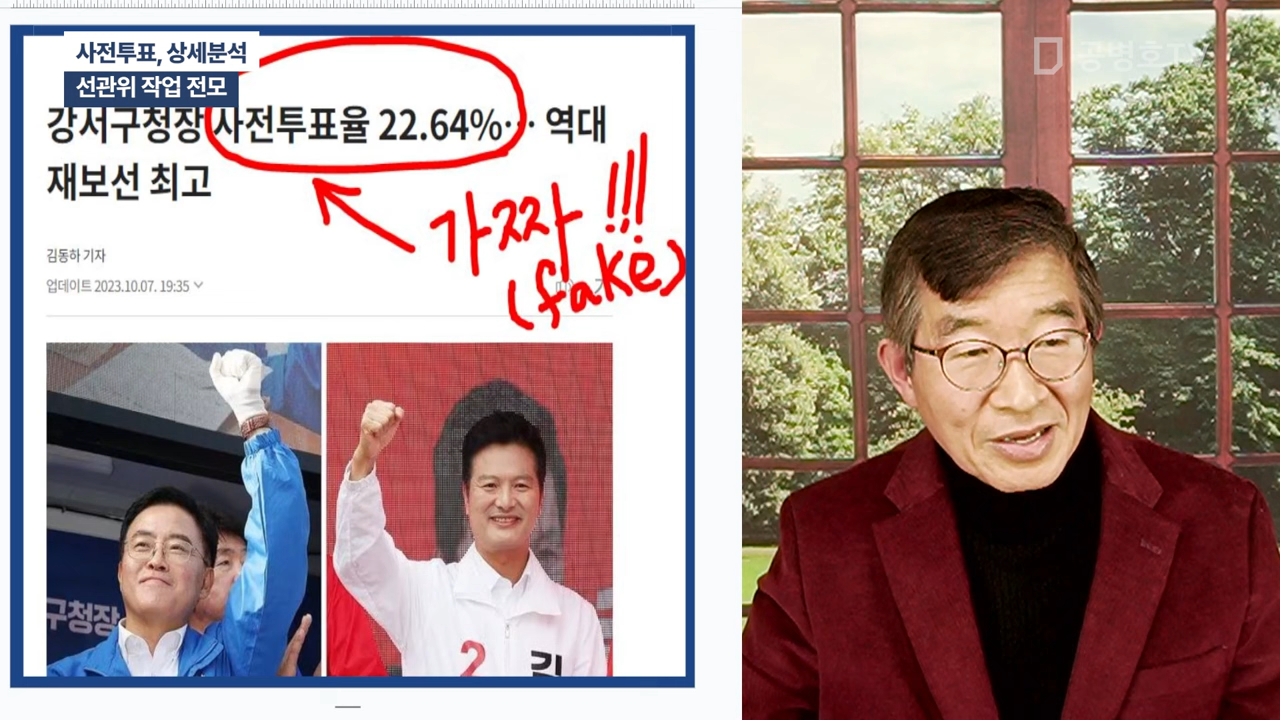 사전투표, 상세분석
선관위 작업 전모
공병호TV
강서구청장 사전투표율 22.64%… 역대
재보선 최고
가짜!!!
(fake)
김동하 기자
업데이트 2023.10.07. 19:35
구청장
2 김